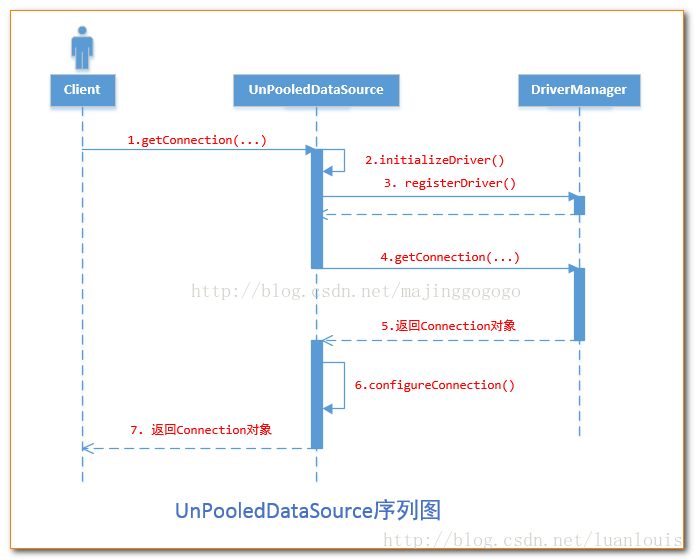 Client
UnPooledDataSource
DriverManager
1.getConnection(...)
2.initializeDriver()
3. registerDriver()
4.getConnection(...)
http://blog.csdn.net/majinggogogo
5.返回Connection对象
6.configureConnection()
7. 返回Connection对象
UnPooledDataSource序列图
http://blog.csdn.net/luanlouis